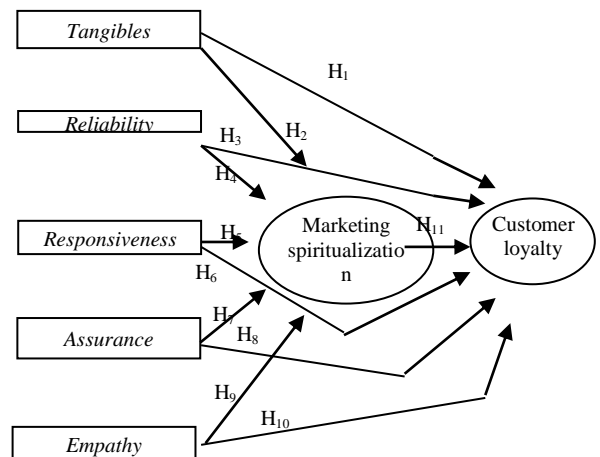 Tangibles
H1
Reliability
H2
H3
H4
Responsiveness
H5
H6
Marketing
spiritualizatio
n
H11
Customer
loyalty
H7
Assurance
H8
H9
H10
Empathy